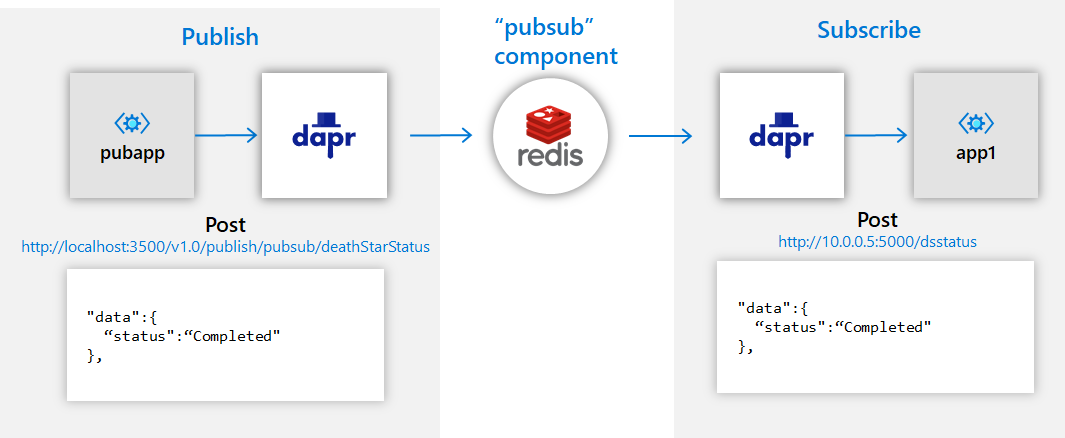 Publish
pubapp
dapr
Post
http://localhost:3500/v1.0/publish/pubsub/deathStarStatus
"data":{
“status":“Completed"
},
“pubsub”
component
redis
Subscribe
dapr
app1
Post
http://10.0.0.5:5000/dsstatus
"data":{
“status":“Completed"
},